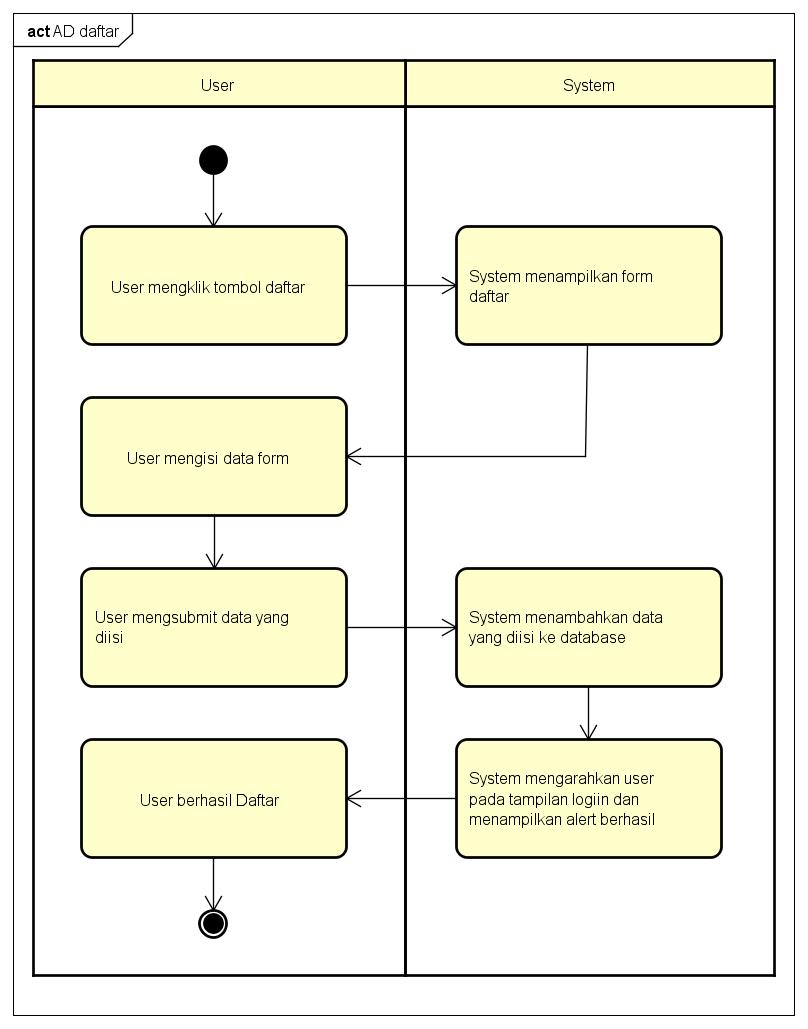 act AD daftar
User
System
User mengklik tombol daftar
System menampilkan form
daftar
User mengisi data form
User mengsubmit data yang
diisi
System menambahkan data
yang diisi ke database
System mengarahkan user
pada tampilan logiin dan
menampilkan alert berhasil
User berhasil Daftar